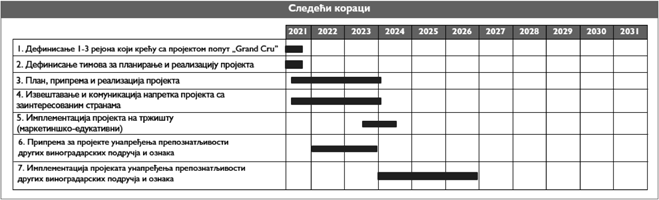 Следећи кораци
2021 2022 2023 2024 2025 2026 2027 2028 2029 2030 2031
1. Дефинисање 1-3 рејона који крећу са пројектом попут „Grand Cru”
2. Дефинисање тимова за планирање и реализацију пројекта
3. План, припрема и реализација пројекта
4. Извештавање и комуникација напретка пројекта са
заинтересованим странама
5. Имплементација пројекта на тржишту
(маркетиншко-едукативни)
6. Припрема за пројекте унапређења препознатљивости
других виноградарских подручја и ознака
7. Имплементација пројеката унапређења препознатљивости
других виноградарских подручја и ознака